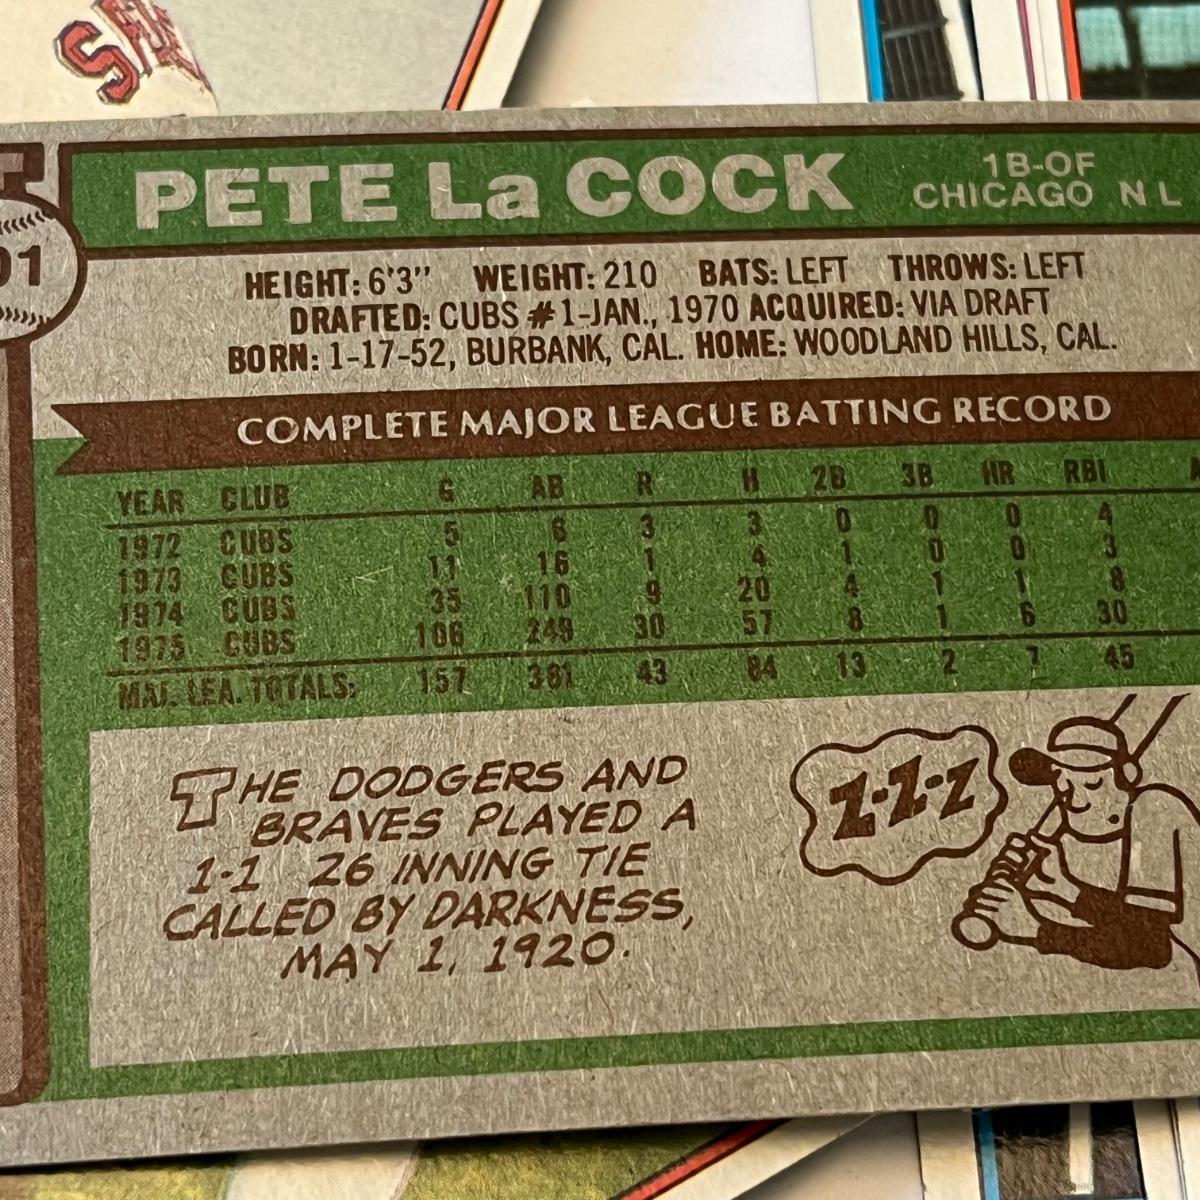 PETE La COCK
1B-OF
CHICAGO N L
01
HEIGHT: 6'3" WEIGHT: 210 BATS: LEFT THROWS: LEFT
DRAFTED: CUBS #1-JAN., 1970 ACQUIRED: VIA DRAFT
BORN: 1-17-52, BURBANK, CAL. HOME: WOODLAND HILLS, CAL.
COMPLETE MAJOR LEAGUE BATTING RECORD
YEAR CLUB G AB R H 2B 3B HR RBI
1972 CUBS 5 6 3 3 0 0 0 4
1973 CUBS 11 16 1 4 1 0 0 3
1974 CUBS 35 110 9 20 4 1 1 8
1975 CUBS 106 249 30 57 8 1 6 30
MAJ. LEA. TOTALS: 157 381 43 84 13 2 7 45
THE DODGERS AND
BRAVES PLAYED A
1-1 26 INNING TIE
CALLED BY DARKNESS,
MAY 1, 1920.
Z-Z-Z